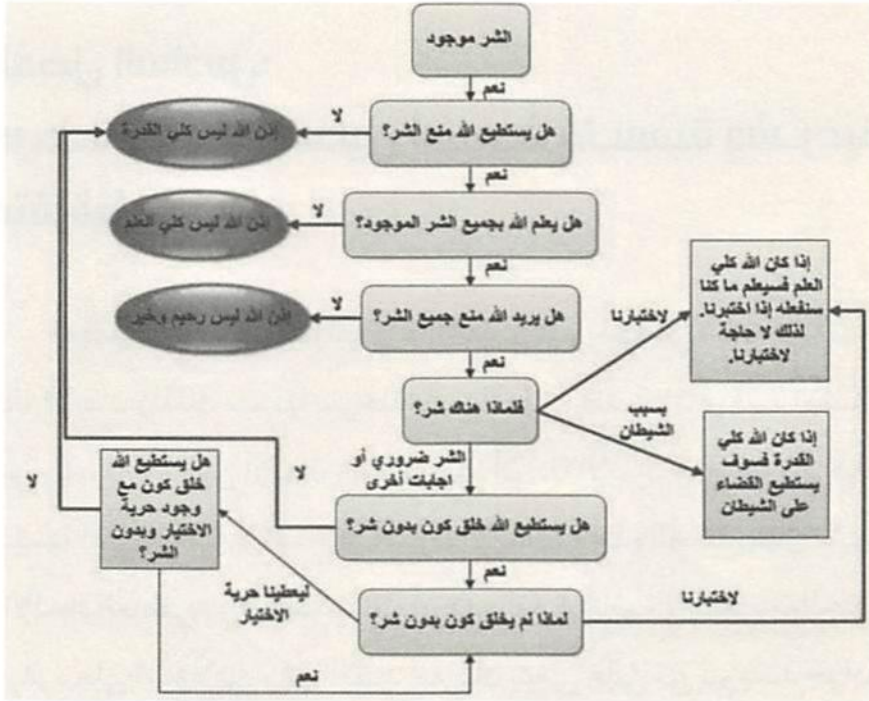 الشر موجود
نعم
هل يستطيع الله منع الشر؟
لا
إذن الله ليس كلي القدرة
نعم
هل يعلم الله بجميع الشر الموجود؟
لا
إذن الله ليس كلي العلم
نعم
هل يريد الله منع جميع الشر؟
لا
إذن الله ليس رحيم وخير
نعم
فلماذا هناك شر؟
لاختبارنا
إذا كان الله كلي
العلم فسيعلم ما كنا
سنفعله إذا اختبرنا.
لذلك لا حاجة
لاختبارنا.
بسبب
الشيطان
إذا كان الله كلي
القدرة فسوف
يستطيع القضاء
على الشيطان
الشر ضروري أو
اجابات أخرى
هل يستطيع الله خلق كون بدون شر؟
لا
نعم
لماذا لم يخلق كون بدون شر؟
لاختبارنا
ليعطينا حرية
الاختيار
هل يستطيع الله
خلق كون مع
وجود حرية
الاختيار وبدون
الشر؟
لا
نعم